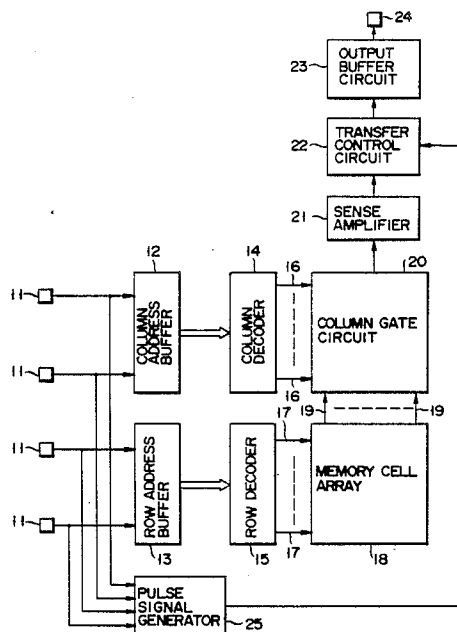 24
OUTPUT
BUFFER
CIRCUIT
23
TRANSFER
CONTROL
CIRCUIT
22
SENSE
AMPLIFIER
21
12
14
20
11
COLUMN ADDRESS
BUFFER
COLUMN DECODER
16
COLUMN GATE
CIRCUIT
11
16
19
19
11
ROW ADDRESS
BUFFER
ROW DECODER
17
MEMORY CELL
ARRAY
11
17
13
15
18
PULSE
SIGNAL
GENERATOR
25